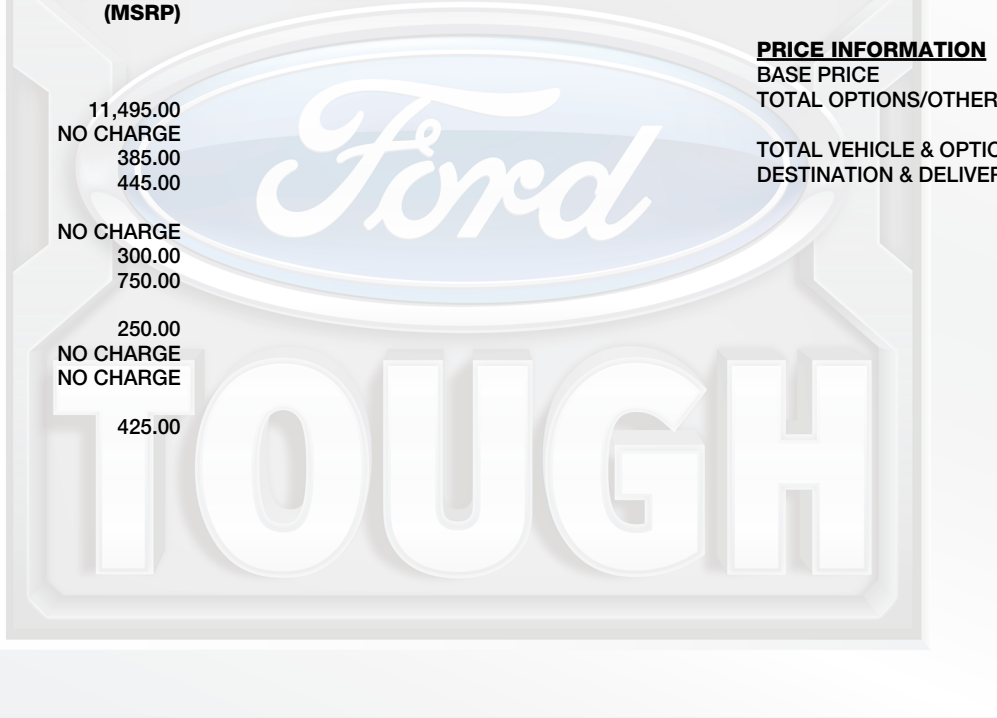 (MSRP)
11,495.00
NO CHARGE
385.00
445.00
NO CHARGE
300.00
750.00
250.00
NO CHARGE
NO CHARGE
425.00
PRICE INFORMATION
BASE PRICE
TOTAL OPTIONS/OTHER
TOTAL VEHICLE & OPTIO
DESTINATION & DELIVER
Ford
TOUGH